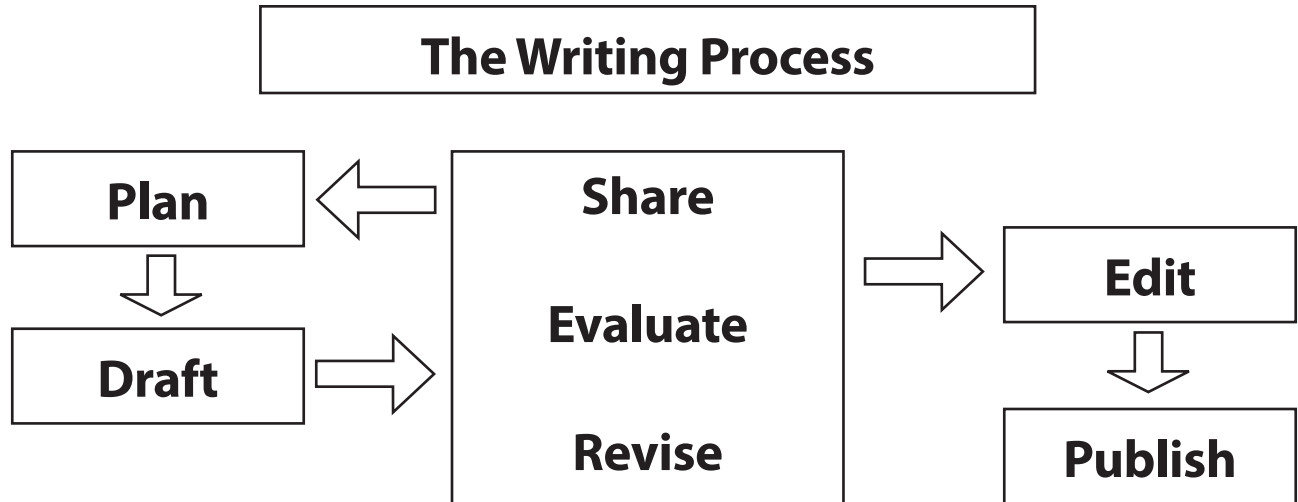 The Writing Process
Plan
Draft
Share
Evaluate
Revise
Edit
Publish